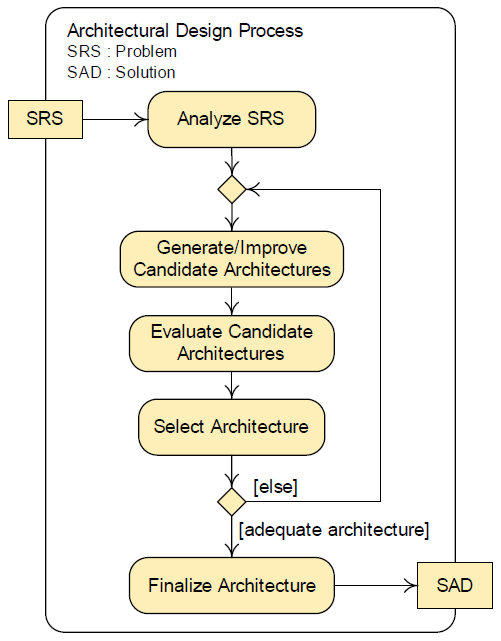 Architectural Design Process
SRS : Problem
SAD : Solution
SRS
Analyze SRS
Generate/Improve
Candidate Architectures
Evaluate Candidate
Architectures
Select Architecture
[else]
[adequate architecture]
Finalize Architecture
SAD